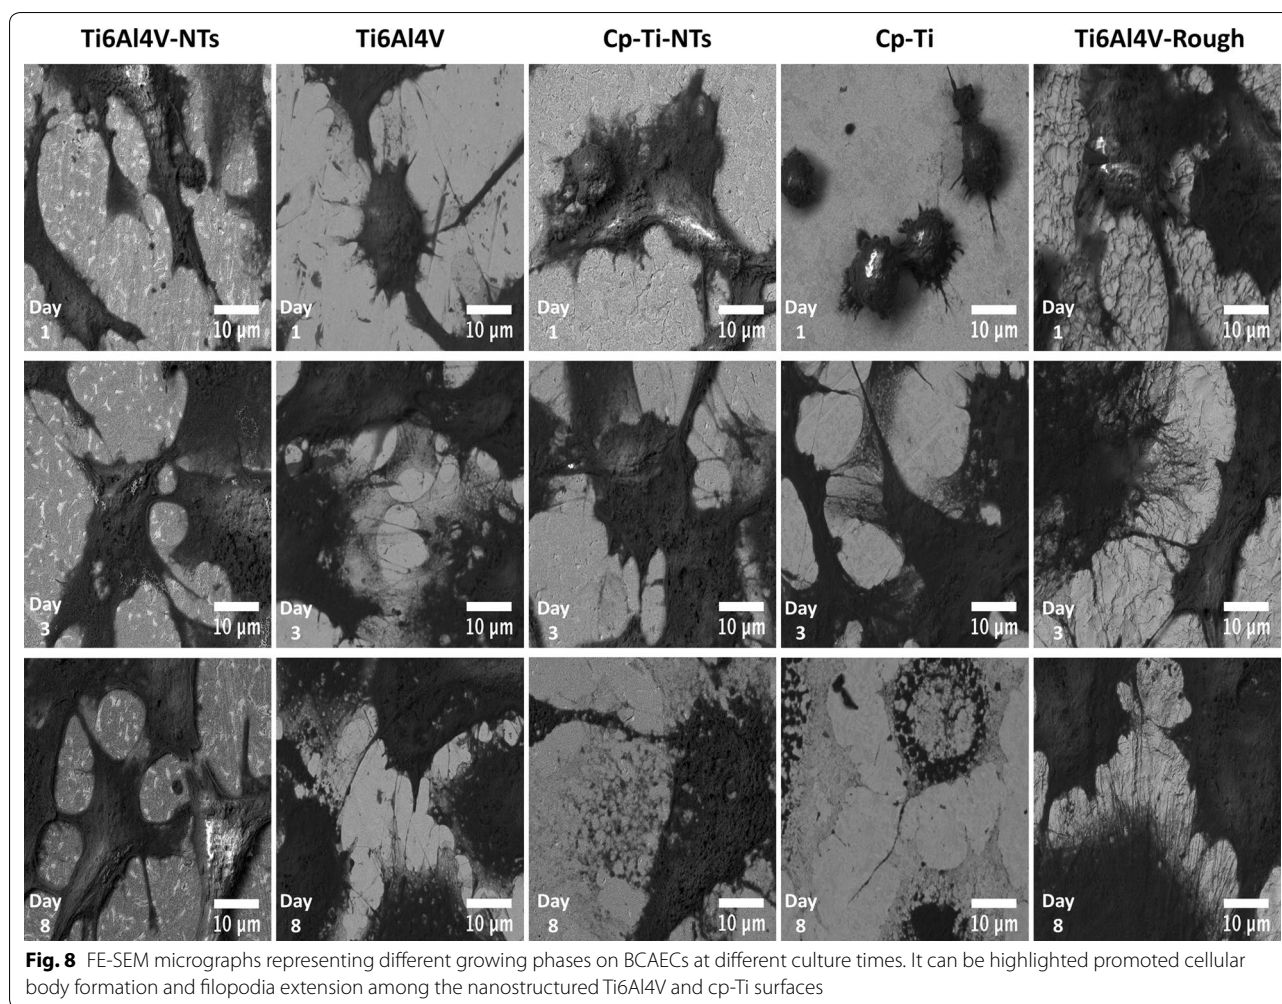 Ti6Al4V-NTs Ti6Al4V Cp-Ti-NTs Cp-Ti Ti6Al4V-Rough
Day Day Day Day Day
1 10 µm 1 10 µm 1 10 µm 1 10 µm 1 10 µm
Day Day Day Day Day
3 10 µm 3 10 µm 3 10 µm 3 10 µm 3 10 µm
Day Day Day Day Day
8 10 µm 8 10 µm 8 10 µm 8 10 µm 8 10 µm
Fig. 8 FE-SEM micrographs representing different growing phases on BCAECs at different culture times. It can be highlighted promoted cellular
body formation and filopodia extension among the nanostructured Ti6Al4V and cp-Ti surfaces